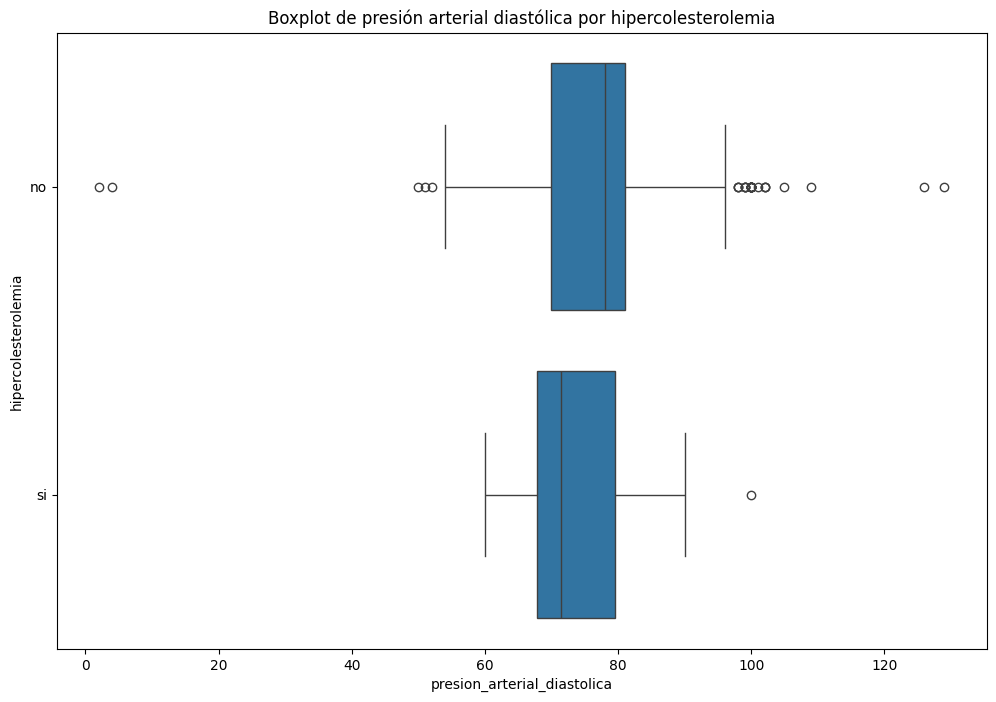 Boxplot de presión arterial diastólica por hipercolesterolemia
hipercolesterolemia
no
si
0 20 40 60 80 100 120
presion_arterial_diastolica